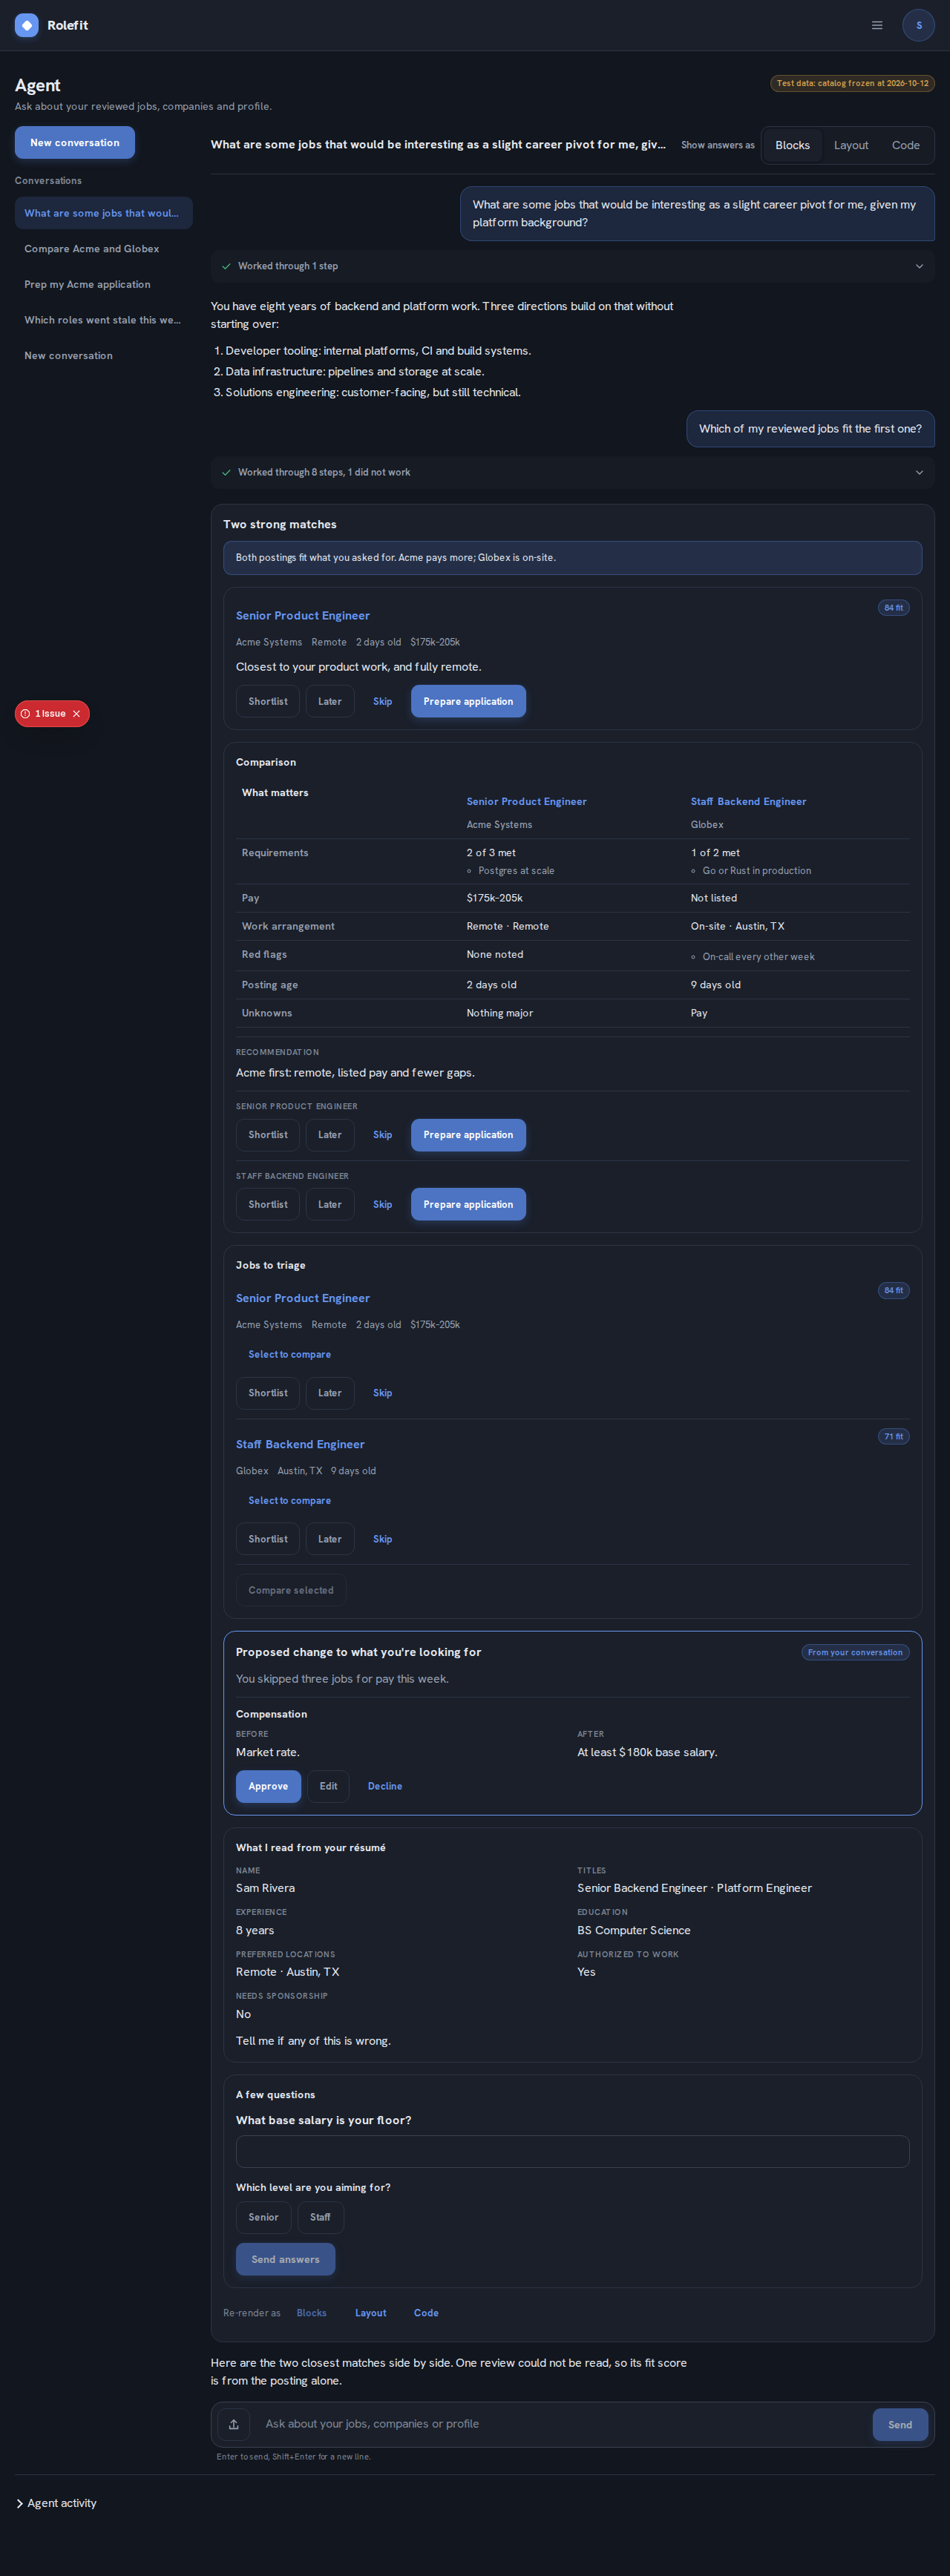 Rolefit
S
Agent
Test data: catalog frozen at 2026-10-12
Ask about your reviewed jobs, companies and profile.
New conversation
Conversations
What are some jobs that woul...
Compare Acme and Globex
Prep my Acme application
Which roles went stale this we...
New conversation
1 Issue
What are some jobs that would be interesting as a slight career pivot for me, giv...
Show answers as
Blocks
Layout
Code
What are some jobs that would be interesting as a slight career pivot for me, given my
platform background?
Worked through 1 step
You have eight years of backend and platform work. Three directions build on that without
starting over:
1. Developer tooling: internal platforms, CI and build systems.
2. Data infrastructure: pipelines and storage at scale.
3. Solutions engineering: customer-facing, but still technical.
Which of my reviewed jobs fit the first one?
Worked through 8 steps, 1 did not work
Two strong matches
Both postings fit what you asked for. Acme pays more; Globex is on-site.
Senior Product Engineer
84 fit
Acme Systems Remote 2 days old $175k-205k
Closest to your product work, and fully remote.
Shortlist Later Skip Prepare application
Comparison
What matters Senior Product Engineer Staff Backend Engineer
Acme Systems Globex
Requirements 2 of 3 met 1 of 2 met
Postgres at scale Go or Rust in production
Pay $175k-205k Not listed
Work arrangement Remote · Remote On-site · Austin, TX
Red flags None noted On-call every other week
Posting age 2 days old 9 days old
Unknowns Nothing major Pay
RECOMMENDATION
Acme first: remote, listed pay and fewer gaps.
SENIOR PRODUCT ENGINEER
Shortlist Later Skip Prepare application
STAFF BACKEND ENGINEER
Shortlist Later Skip Prepare application
Jobs to triage
Senior Product Engineer
84 fit
Acme Systems Remote 2 days old $175k-205k
Select to compare
Shortlist Later Skip
Staff Backend Engineer
71 fit
Globex Austin, TX 9 days old
Select to compare
Shortlist Later Skip
Compare selected
Proposed change to what you're looking for
From your conversation
You skipped three jobs for pay this week.
Compensation
BEFORE AFTER
Market rate. At least $180k base salary.
Approve Edit Decline
What I read from your résumé
NAME TITLES
Sam Rivera Senior Backend Engineer · Platform Engineer
EXPERIENCE EDUCATION
8 years BS Computer Science
PREFERRED LOCATIONS AUTHORIZED TO WORK
Remote · Austin, TX Yes
NEEDS SPONSORSHIP
No
Tell me if any of this is wrong.
A few questions
What base salary is your floor?
Which level are you aiming for?
Senior Staff
Send answers
Re-render as Blocks Layout Code
Here are the two closest matches side by side. One review could not be read, so its fit score
is from the posting alone.
Ask about your jobs, companies or profile
Send
Enter to send, Shift+Enter for a new line.
Agent activity